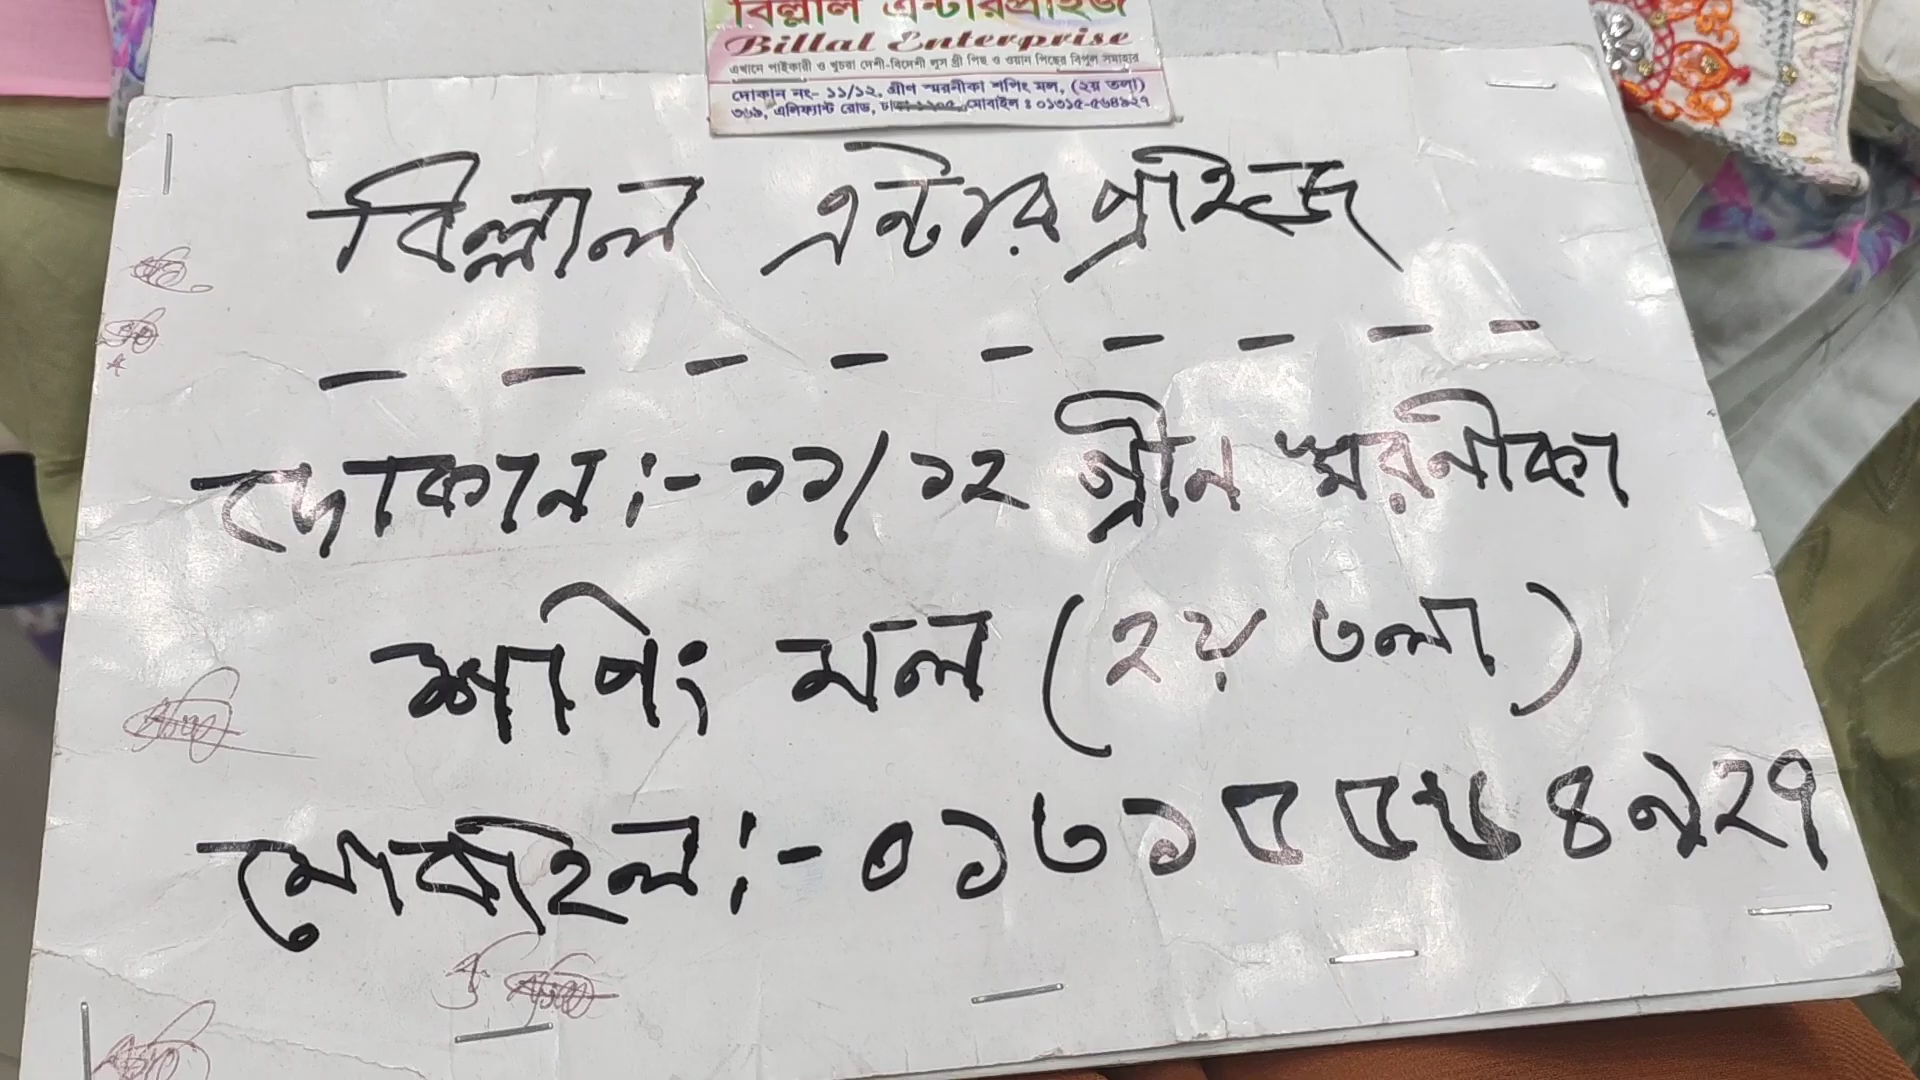 বিল্লাল এন্টারপ্রাইজ
Billal Enterprise
এখানে পাইকারী ও খুচরা দেশী-বিদেশী লুস থ্রী পিছ ও ওয়ান পিছের বিপুল সমাহার
দোকান নং- ১১/১২, গ্রীণ স্মরনীকা শপিং মল, (২য় তলা)
৩৬৯, এলিফ্যান্ট রোড, মোবাইল : ০১৩১৫-৫৬৪৯২৭
বিল্লাল এন্টারপ্রাইজ
দোকান :- ১১/১২ গ্রীন স্মরনীকা
শপিং মল (২য় তলা)
মোবাইল :- ০১৩১৫৫৬৪৯২৭